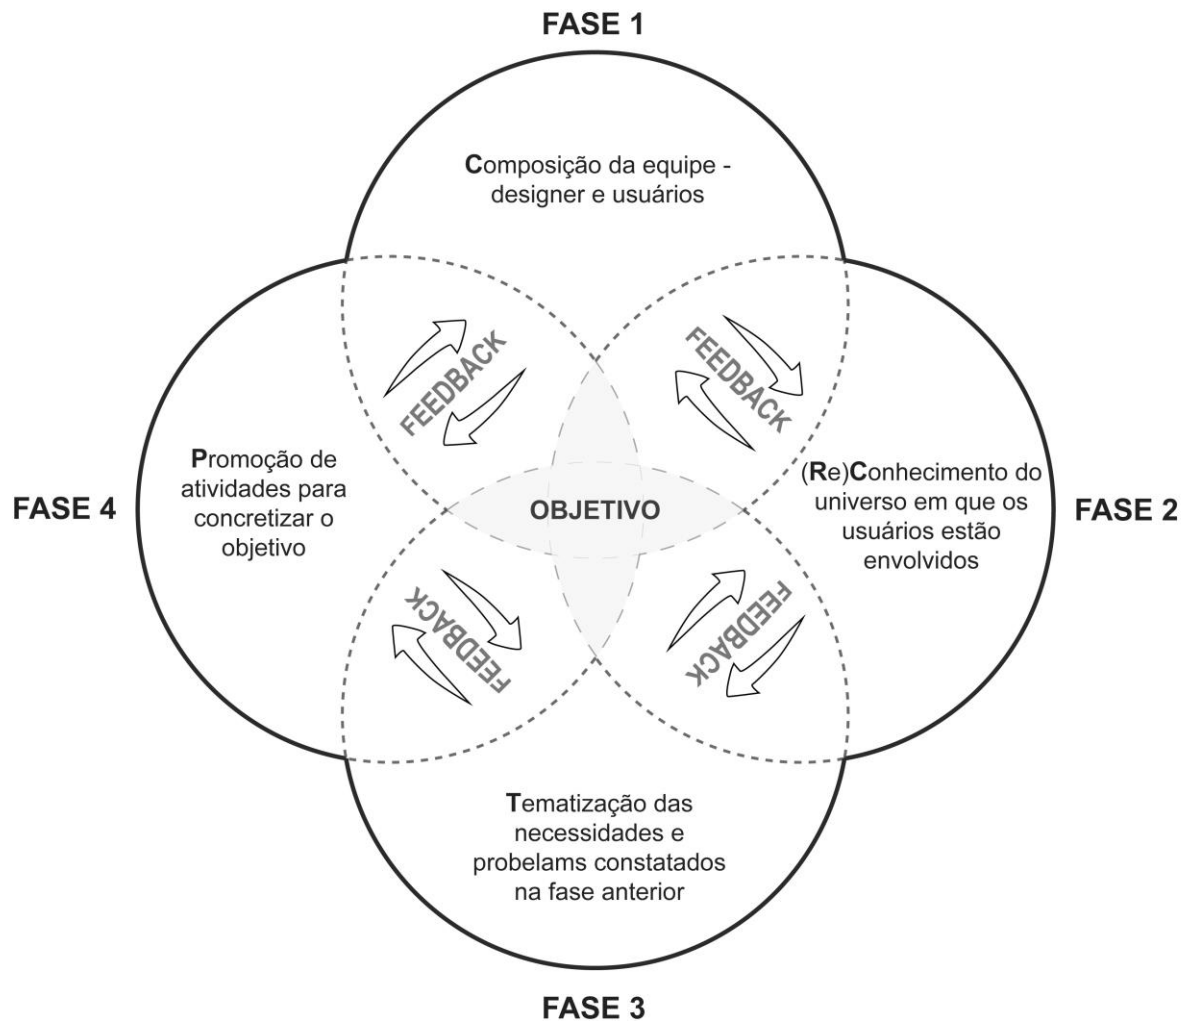 FASE 1
Composição da equipe -
designer e usuários
FEEDBACK
FEEDBACK
FASE 4
Promoção de
atividades para
concretizar o
objetivo
OBJETIVO
(Re)Conhecimento do
universo em que os
usuários estão
envolvidos
FASE 2
FEEDBACK
FEEDBACK
Tematização das
necessidades e
probelams constatados
na fase anterior
FASE 3